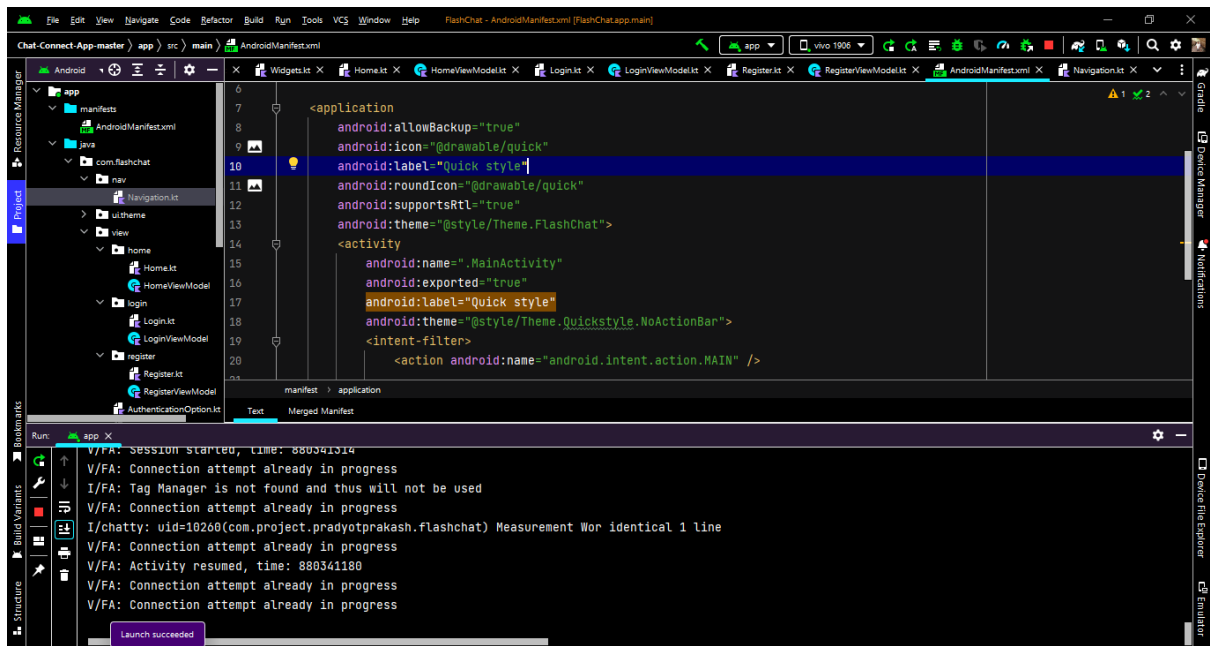 File Edit View Navigate Code Refactor Build Run Tools VCS Window Help FlashChat - AndroidManifest.xml [FlashChat.app.main]
Chat-Connect-App-master 〉 app 〉 src 〉 main 〉 AndroidManifest.xml app vivo 1906
Android Widgets.kt Home.kt HomeViewModel.kt Login.kt LoginViewModel.kt Register.kt RegisterViewModel.kt AndroidManifest.xml Navigation.kt
Resource Manager
Project
Bookmarks
Build Variants
Structure
app
manifests
AndroidManifest.xml
java
com.flashchat
nav
Navigation.kt
ui.theme
view
home
Home.kt
HomeViewModel
login
Login.kt
LoginViewModel
register
Register.kt
RegisterViewModel
AuthenticationOption.kt
1 2
6
7 <application
8 android:allowBackup="true"
9 android:icon="@drawable/quick"
10 android:label="Quick style"
11 android:roundIcon="@drawable/quick"
12 android:supportsRtl="true"
13 android:theme="@style/Theme.FlashChat">
14 <activity
15 android:name=".MainActivity"
16 android:exported="true"
17 android:label="Quick style"
18 android:theme="@style/Theme.Quickstyle.NoActionBar">
19 <intent-filter>
20 <action android:name="android.intent.action.MAIN" />
21
manifest 〉 application
Text Merged Manifest
Gradle
Device Manager
Notifications
Device File Explorer
Emulator
Run: app
V/FA: Session started, time: 880341314
V/FA: Connection attempt already in progress
I/FA: Tag Manager is not found and thus will not be used
V/FA: Connection attempt already in progress
I/chatty: uid=10260(com.project.pradyotprakash.flashchat) Measurement Wor identical 1 line
V/FA: Connection attempt already in progress
V/FA: Activity resumed, time: 880341180
V/FA: Connection attempt already in progress
V/FA: Connection attempt already in progress
Launch succeeded